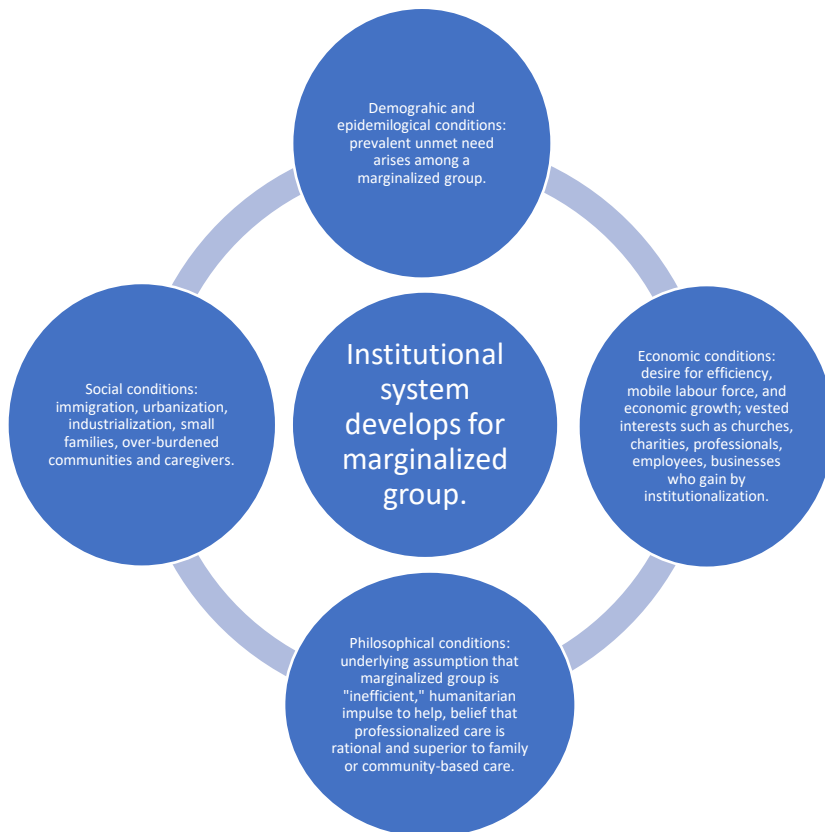 Demograhic and
epidemilogical conditions:
prevalent unmet need
arises among a
marginalized group.
Social conditions:
immigration, urbanization,
industrialization, small
families, over-burdened
communities and caregivers.
Institutional
system
develops for
marginalized
group.
Economic conditions:
desire for efficiency,
mobile labour force, and
economic growth; vested
interests such as churches,
charities, professionals,
employees, businesses
who gain by
institutionalization.
Philosophical conditions:
underlying assumption that
marginalized group is
"inefficient," humanitarian
impulse to help, belief that
professionalized care is
rational and superior to family
or community-based care.